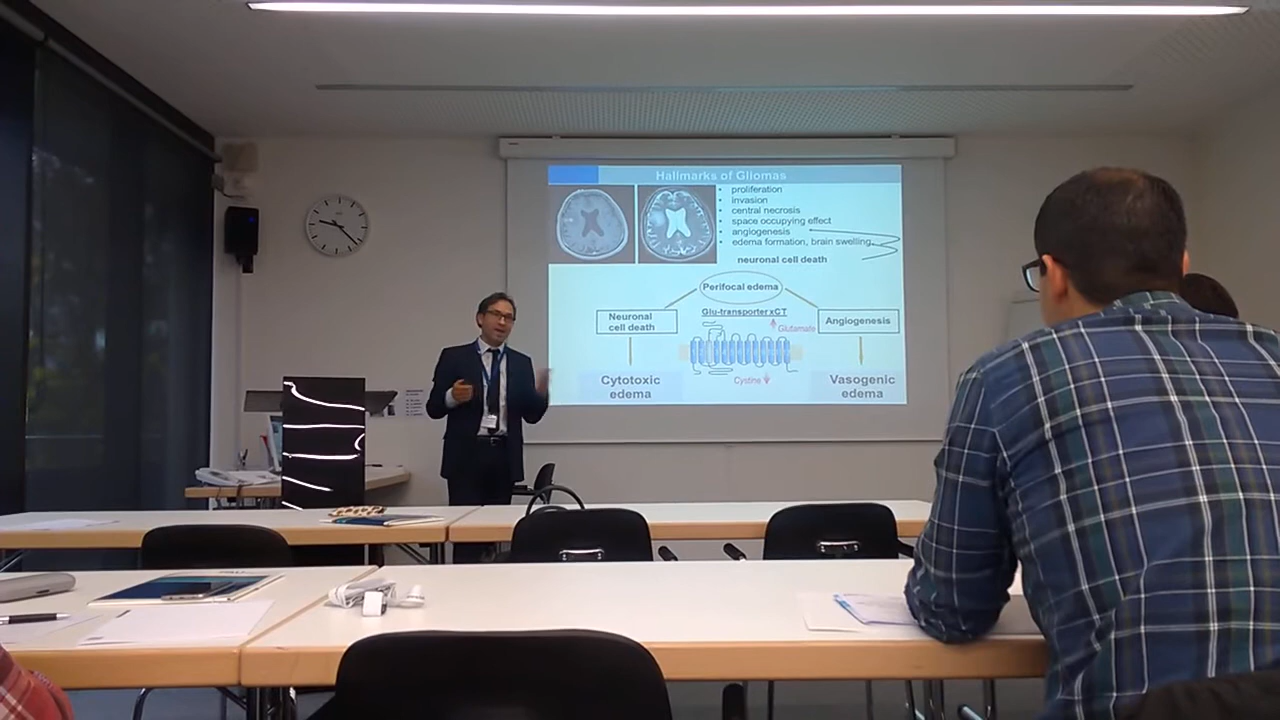 Hallmarks of Gliomas
• proliferation
• invasion
• central necrosis
• space occupying effect
• angiogenesis
• edema formation, brain swelling
neuronal cell death
Perifocal edema
Neuronal
cell death
Glu-transporter xCT
Glutamate
Angiogenesis
Cystine
Cytotoxic
edema
Vasogenic
edema